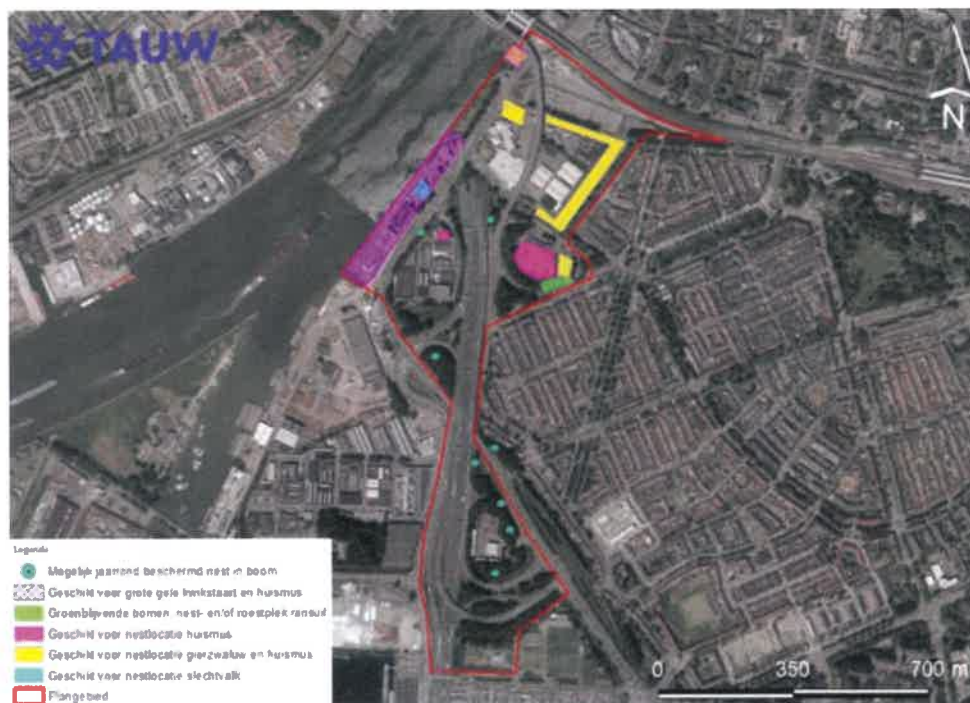 TAUW
N
Legenda
Mogelijk jaarrond beschermd nest in boom
Geschikt voor grote gele kwikstaart en huismus
Groenblijvende bomen, nest- en/of roestplek ransuil
Geschikt voor nestlocatie huismus
Geschikt voor nestlocatie gierzwaluw en huismus
Geschikt voor nestlocatie slechtvalk
Plangebied
0 350 700 m